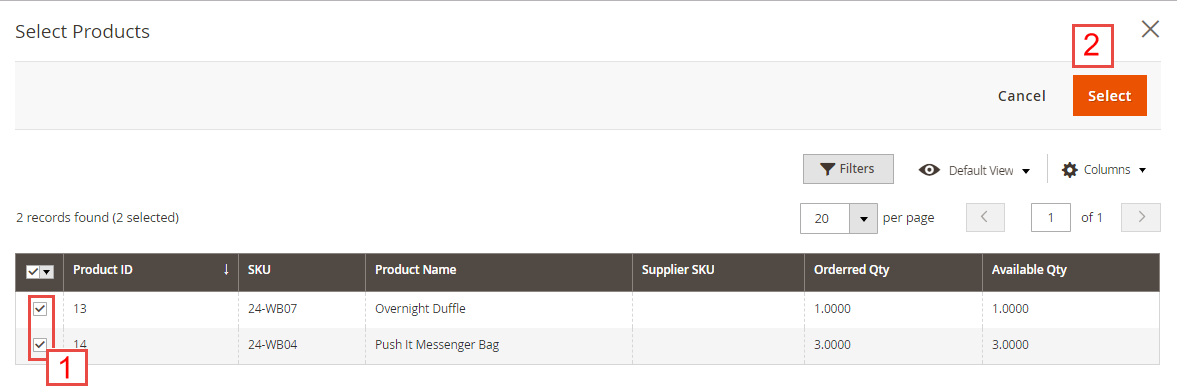 Select Products
2
Cancel Select
Filters Default View Columns
2 records found (2 selected) 20 per page 1 of 1
Product ID ↓ SKU Product Name Supplier SKU Orderred Qty Available Qty
13 24-WB07 Overnight Duffle 1.0000 1.0000
14 24-WB04 Push It Messenger Bag 3.0000 3.0000
1